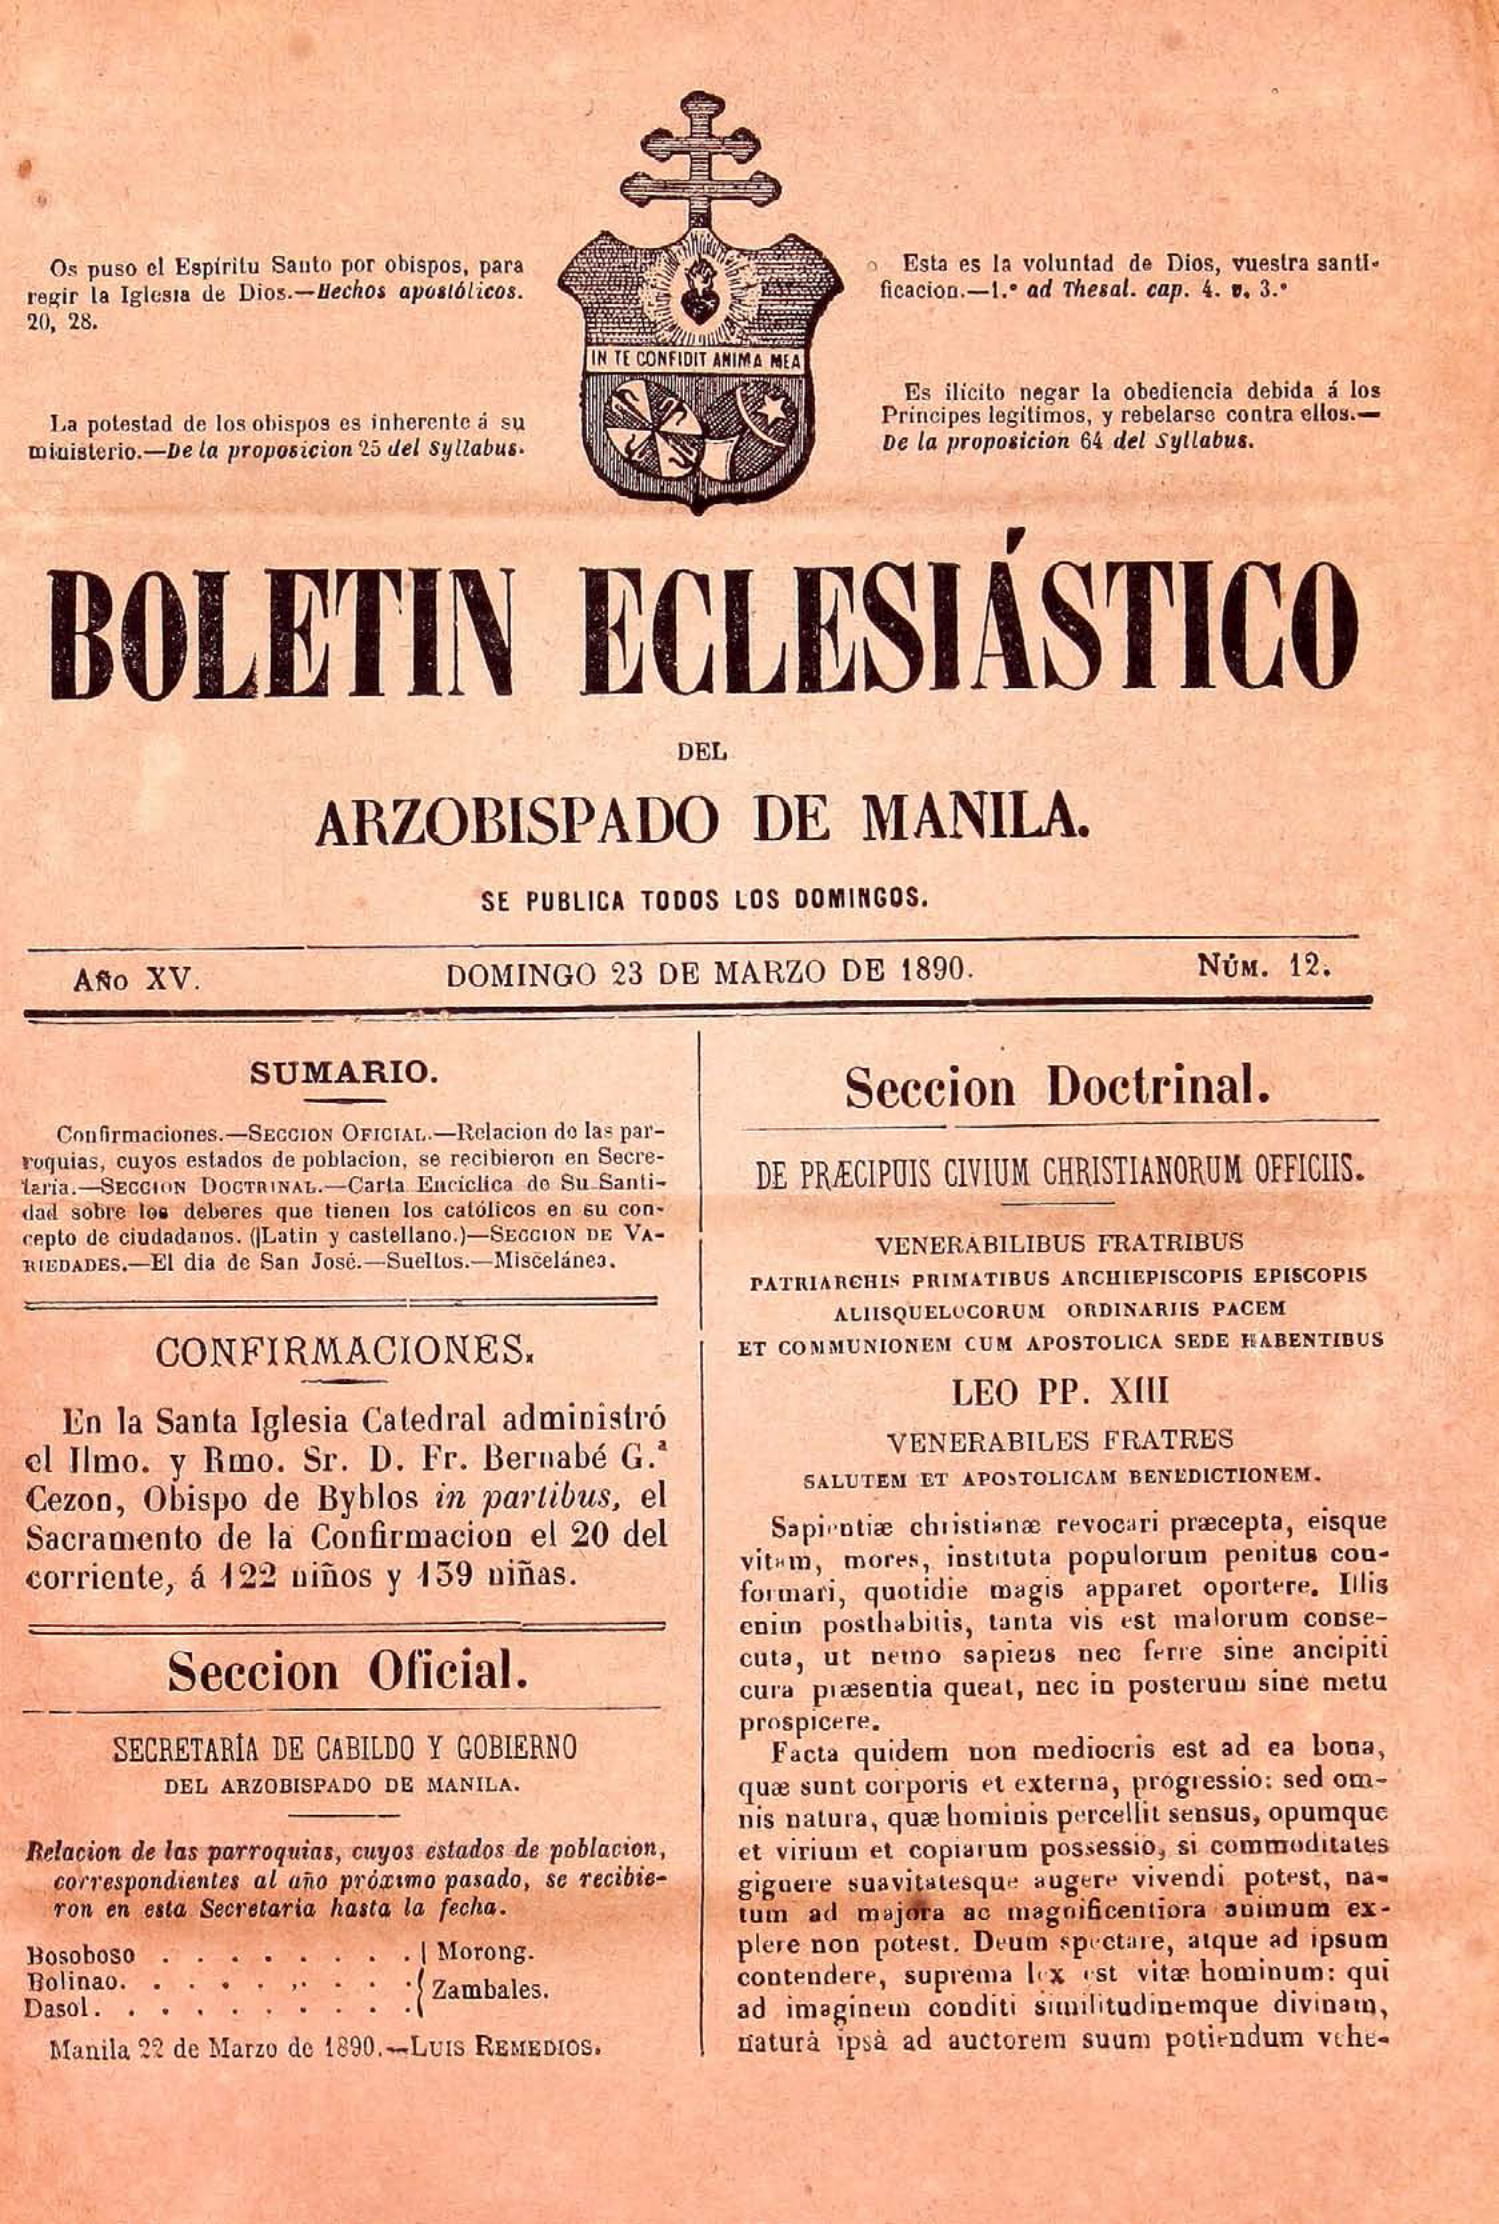 Os puso el Espíritu Santo por obispos, para
regir la Iglesia de Dios.—Hechos apostólicos.
20, 28.
La potestad de los obispos es inherente á su
ministerio.—De la proposicion 25 del Syllabus.
IN TE CONFIDIT ANIMA MEA
Esta es la voluntad de Dios, vuestra santi-
ficacion.—1.ª ad Thesal. cap. 4. v. 3.º
Es ilícito negar la obediencia debida á los
Príncipes legítimos, y rebelarse contra ellos.—
De la proposición 64 del Syllabus.
BOLETIN ECLESIÁSTICO
DEL
ARZOBISPADO DE MANILA.
SE PUBLICA TODOS LOS DOMINGOS.
AÑO XV. DOMINGO 23 DE MARZO DE 1890. NÚM. 12.
SUMARIO.
Confirmaciones.—SECCION OFICIAL.—Relacion de las par-
roquias, cuyos estados de poblacion, se recibieron en Secre-
taría.—SECCION DOCTRINAL.—Carta Encíclica de Su Santi-
dad sobre los deberes que tienen los católicos en su con-
cepto de ciudadanos. (Latin y castellano.)—SECCION DE VA-
RIEDADES.—El dia de San José.—Sueltos.—Miscelánea.
CONFIRMACIONES.
En la Santa Iglesia Catedral administró
el Ilmo. y Rmo. Sr. D. Fr. Bernabé G.ª
Cezon, Obispo de Byblos in partibus, el
Sacramento de la Confirmacion el 20 del
corriente, á 122 niños y 139 niñas.
Seccion Oficial.
SECRETARÍA DE CABILDO Y GOBIERNO
DEL ARZOBISPADO DE MANILA.
Relacion de las parroquias, cuyos estados de poblacion,
correspondientes al año próximo pasado, se recibie-
ron en esta Secretaria hasta la fecha.
Bosoboso . . . . . . . . . | Morong.
Bolinao. . . . . . . . . .
Dasol. . . . . . . . . . . { Zambales.
Manila 22 de Marzo de 1890.—LUIS REMEDIOS.
Seccion Doctrinal.
DE PRÆCIPUIS CIVIUM CHRISTIANORUM OFFICIIS.
VENERABILIBUS FRATRIBUS
PATRIARCHIS PRIMATIBUS ARCHIEPISCOPIS EPISCOPIS
ALIISQUELOCORUM ORDINARIIS PACEM
ET COMMUNIONEM CUM APOSTOLICA SEDE HABENTIBUS
LEO PP. XIII
VENERABILES FRATRES
SALUTEM ET APOSTOLICAM BENEDICTIONEM.
Sapientiæ christianæ revocari præcepta, eisque
vitam, mores, instituta populorum penitus con-
formari, quotidie magis apparet oportere. Illis
enim posthabitis, tanta vis est malorum conse-
cuta, ut nemo sapiens nec ferre sine ancipiti
cura præsentia queat, nec in posterum sine metu
prospicere.
Facta quidem non mediocris est ad ea bona,
quæ sunt corporis et externa, progressio: sed om-
nis natura, quæ hominis percellit sensus, opumque
et virium et copiarum possessio, si commoditates
gignere suavitatesque augere vivendi potest, na-
tum ad majora ac magnificentiora animum ex-
plere non potest. Deum spectare, atque ad ipsum
contendere, suprema lex est vitæ hominum: qui
ad imaginem conditi similitudinemque divinam,
naturâ ipsâ ad auctorem suum potiendum vehe-